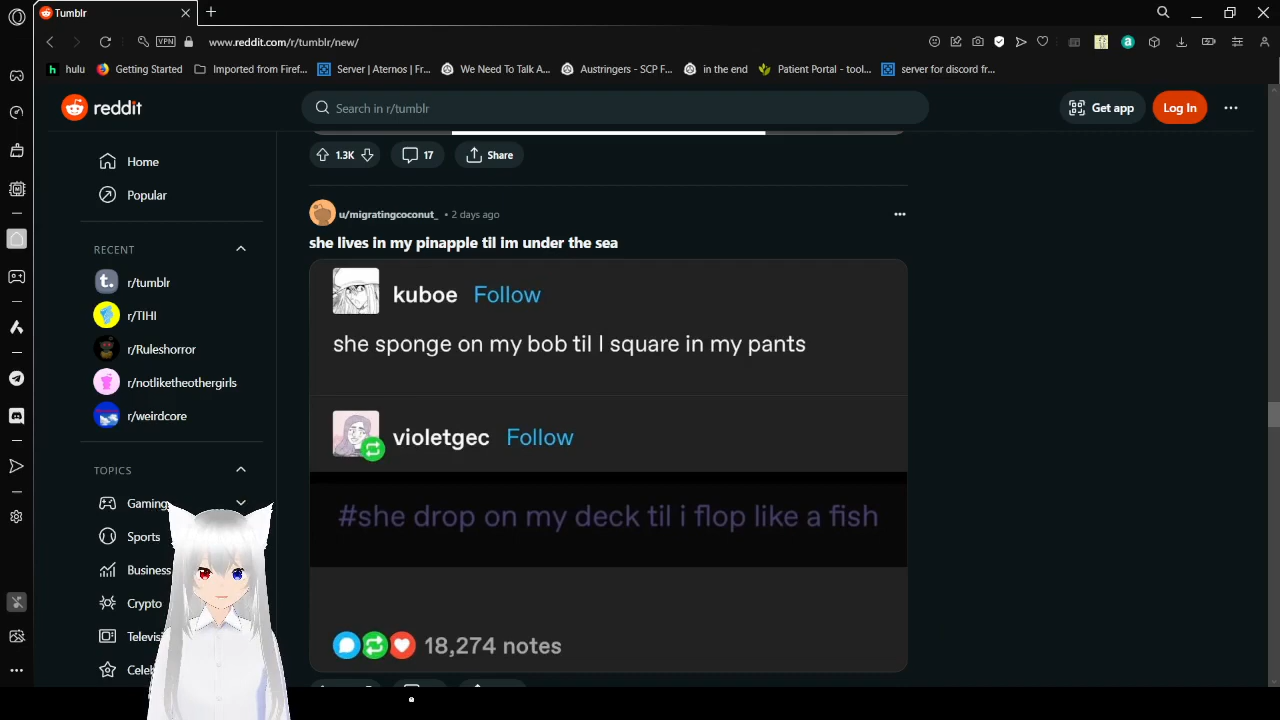 Tumblr
VPN
www.reddit.com/r/tumblr/new/
hulu
Getting Started
Imported from Firef...
Server | Aternos | Fr...
We Need To Talk A...
Austringers - SCP F...
in the end
Patient Portal - tool...
server for discord fr...
reddit
Search in r/tumblr
Get app
Log In
Home
Popular
RECENT
r/tumblr
r/TIHI
r/Ruleshorror
r/notliketheothergirls
r/weirdcore
TOPICS
Gaming
Sports
Business
Crypto
1.3K
17
Share
u/migratingcoconut_ • 2 days ago
she lives in my pinapple til im under the sea
kuboe Follow
she sponge on my bob til I square in my pants
violetgec Follow
#she drop on my deck til i flop like a fish
18,274 notes